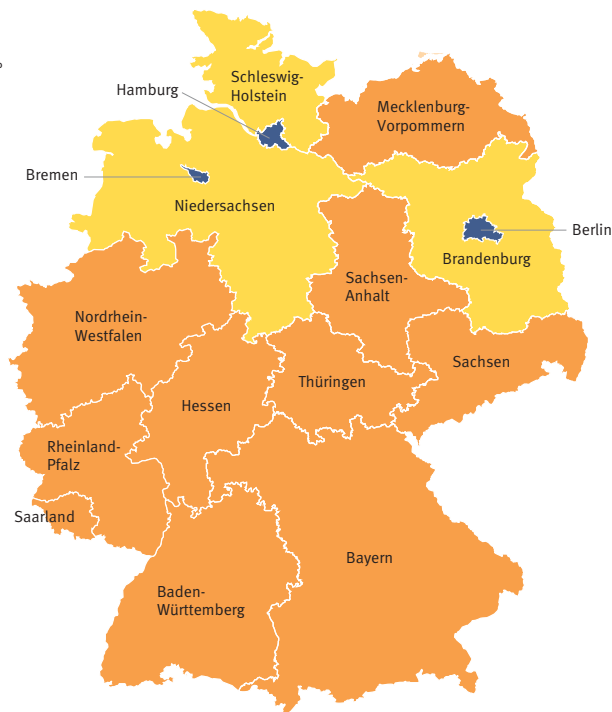 Schleswig-
Holstein
Hamburg
Mecklenburg-
Vorpommern
Bremen
Niedersachsen
Berlin
Brandenburg
Sachsen-
Anhalt
Nordrhein-
Westfalen
Sachsen
Thüringen
Hessen
Rheinland-
Pfalz
Saarland
Bayern
Baden-
Württemberg